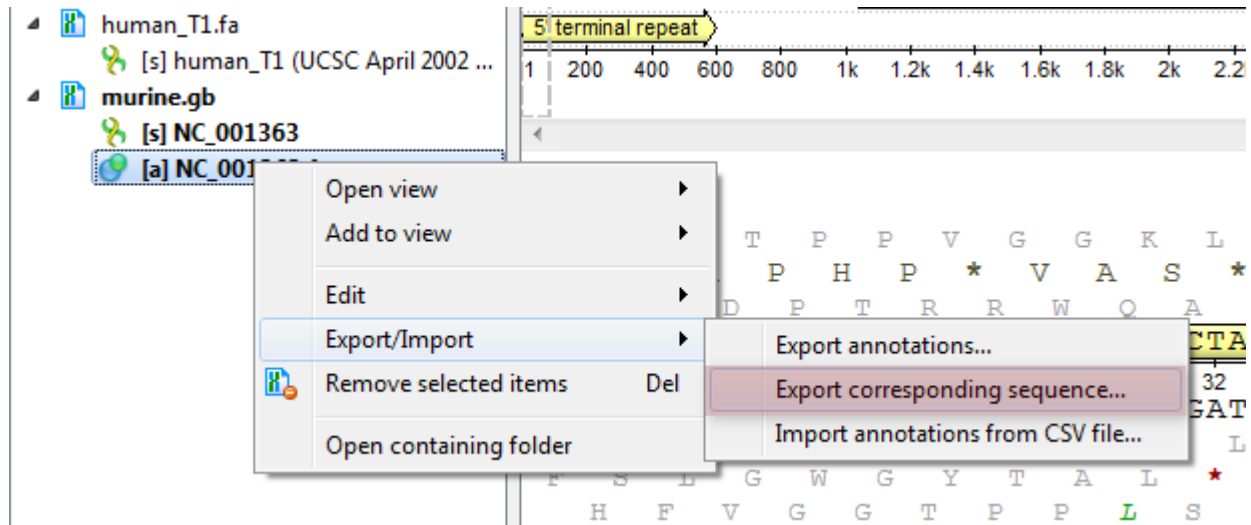 human_T1.fa
[s] human_T1 (UCSC April 2002 ...
murine.gb
[s] NC_001363
[a] NC_001
5' terminal repeat
1 200 400 600 800 1k 1.2k 1.4k 1.6k 1.8k 2k 2.2
Open view
Add to view
Edit
Export/Import
Remove selected items Del
Open containing folder
Export annotations...
Export corresponding sequence...
Import annotations from CSV file...
T P P V G G K L
P H P * V A S *
D P T R R W Q A
CTA
32
GAT
L
F S L G W G Y T A L *
H F V G G T P P L S